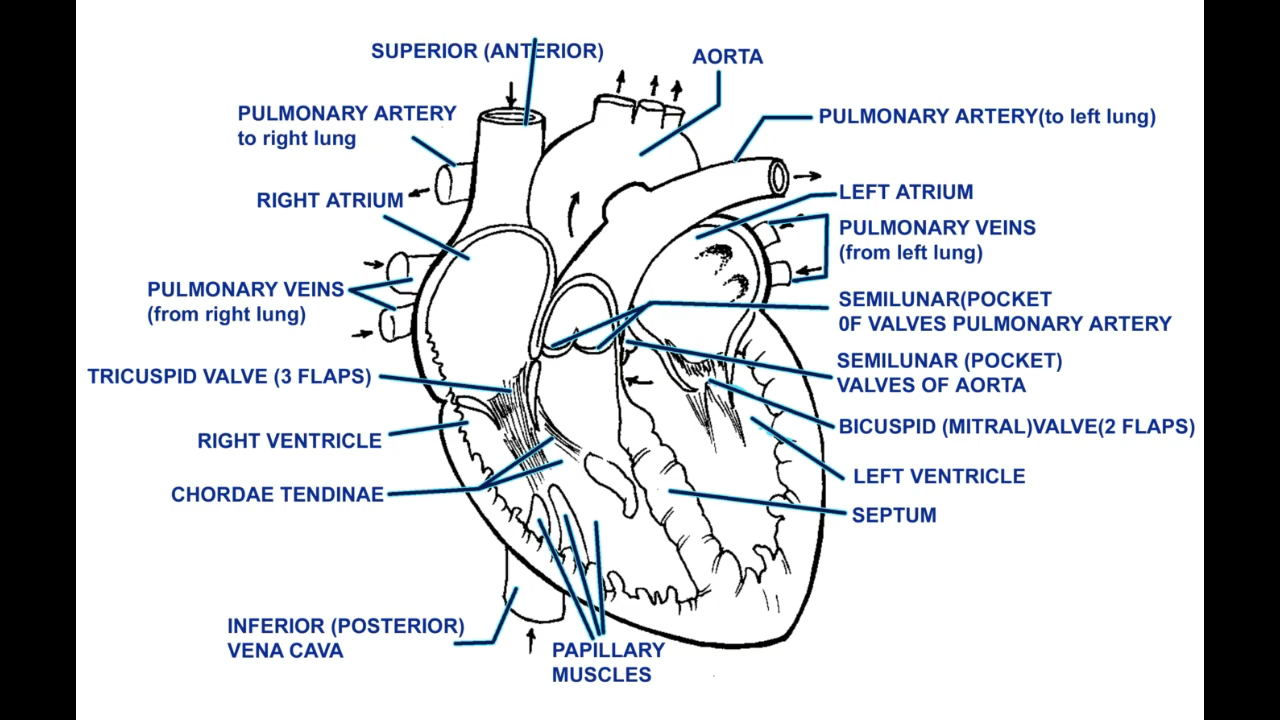 SUPERIOR (ANTERIOR)
AORTA
PULMONARY ARTERY
to right lung
PULMONARY ARTERY(to left lung)
RIGHT ATRIUM
LEFT ATRIUM
PULMONARY VEINS
(from left lung)
PULMONARY VEINS
(from right lung)
SEMILUNAR(POCKET
0F VALVES PULMONARY ARTERY
SEMILUNAR (POCKET)
VALVES OF AORTA
TRICUSPID VALVE (3 FLAPS)
BICUSPID (MITRAL)VALVE(2 FLAPS)
RIGHT VENTRICLE
LEFT VENTRICLE
CHORDAE TENDINAE
SEPTUM
INFERIOR (POSTERIOR)
VENA CAVA
PAPILLARY
MUSCLES